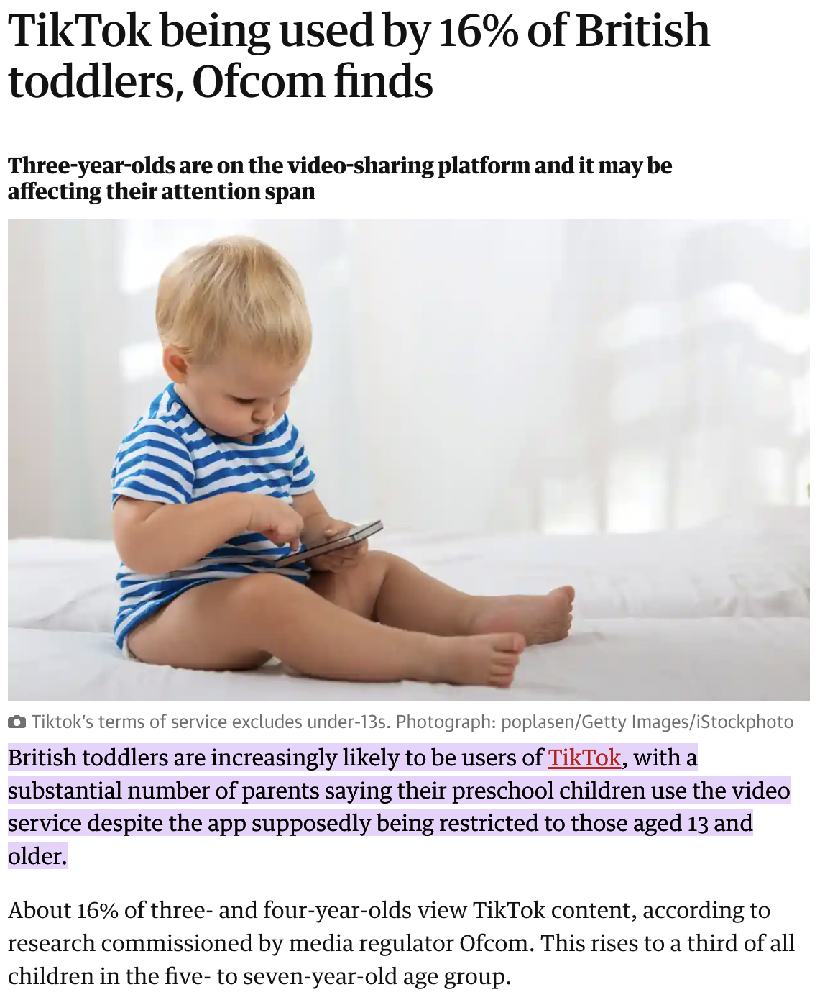 TikTok being used by 16% of British
toddlers, Ofcom finds
Three-year-olds are on the video-sharing platform and it may be
affecting their attention span
Tiktok's terms of service excludes under-13s. Photograph: poplasen/Getty Images/iStockphoto
British toddlers are increasingly likely to be users of TikTok, with a
substantial number of parents saying their preschool children use the video
service despite the app supposedly being restricted to those aged 13 and
older.
About 16% of three- and four-year-olds view TikTok content, according to
research commissioned by media regulator Ofcom. This rises to a third of all
children in the five- to seven-year-old age group.